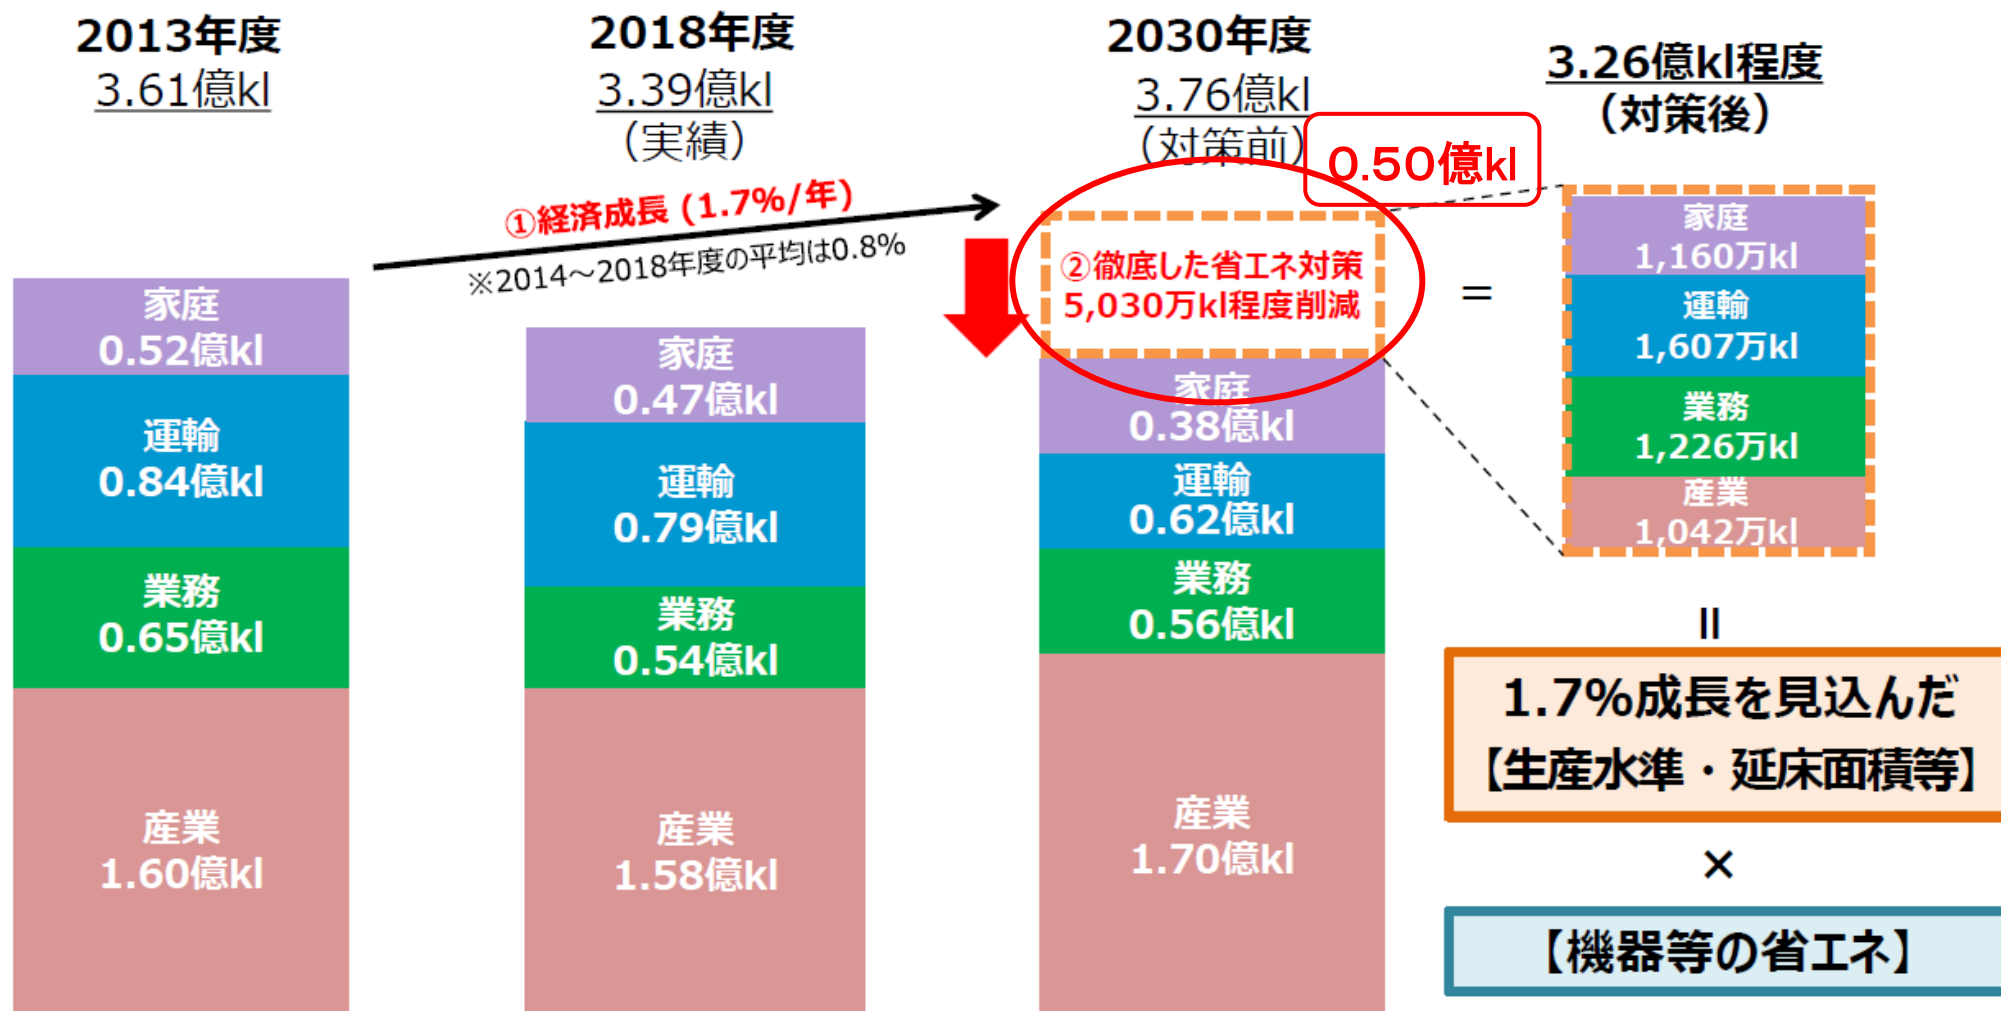 2013年度
3.61億kl
2018年度
3.39億kl
（実績）
2030年度
3.76億kl
（対策前）
0.50億kl
3.26億kl程度
（対策後）
①経済成長 (1.7%/年)
※2014～2018年度の平均は0.8%
家庭
0.52億kl
運輸
0.84億kl
業務
0.65億kl
産業
1.60億kl
家庭
0.47億kl
運輸
0.79億kl
業務
0.54億kl
産業
1.58億kl
②徹底した省エネ対策
5,030万kl程度削減
家庭
0.38億kl
運輸
0.62億kl
業務
0.56億kl
産業
1.70億kl
＝
家庭
1,160万kl
運輸
1,607万kl
業務
1,226万kl
産業
1,042万kl
＝
1.7%成長を見込んだ
【生産水準・延床面積等】
×
【機器等の省エネ】